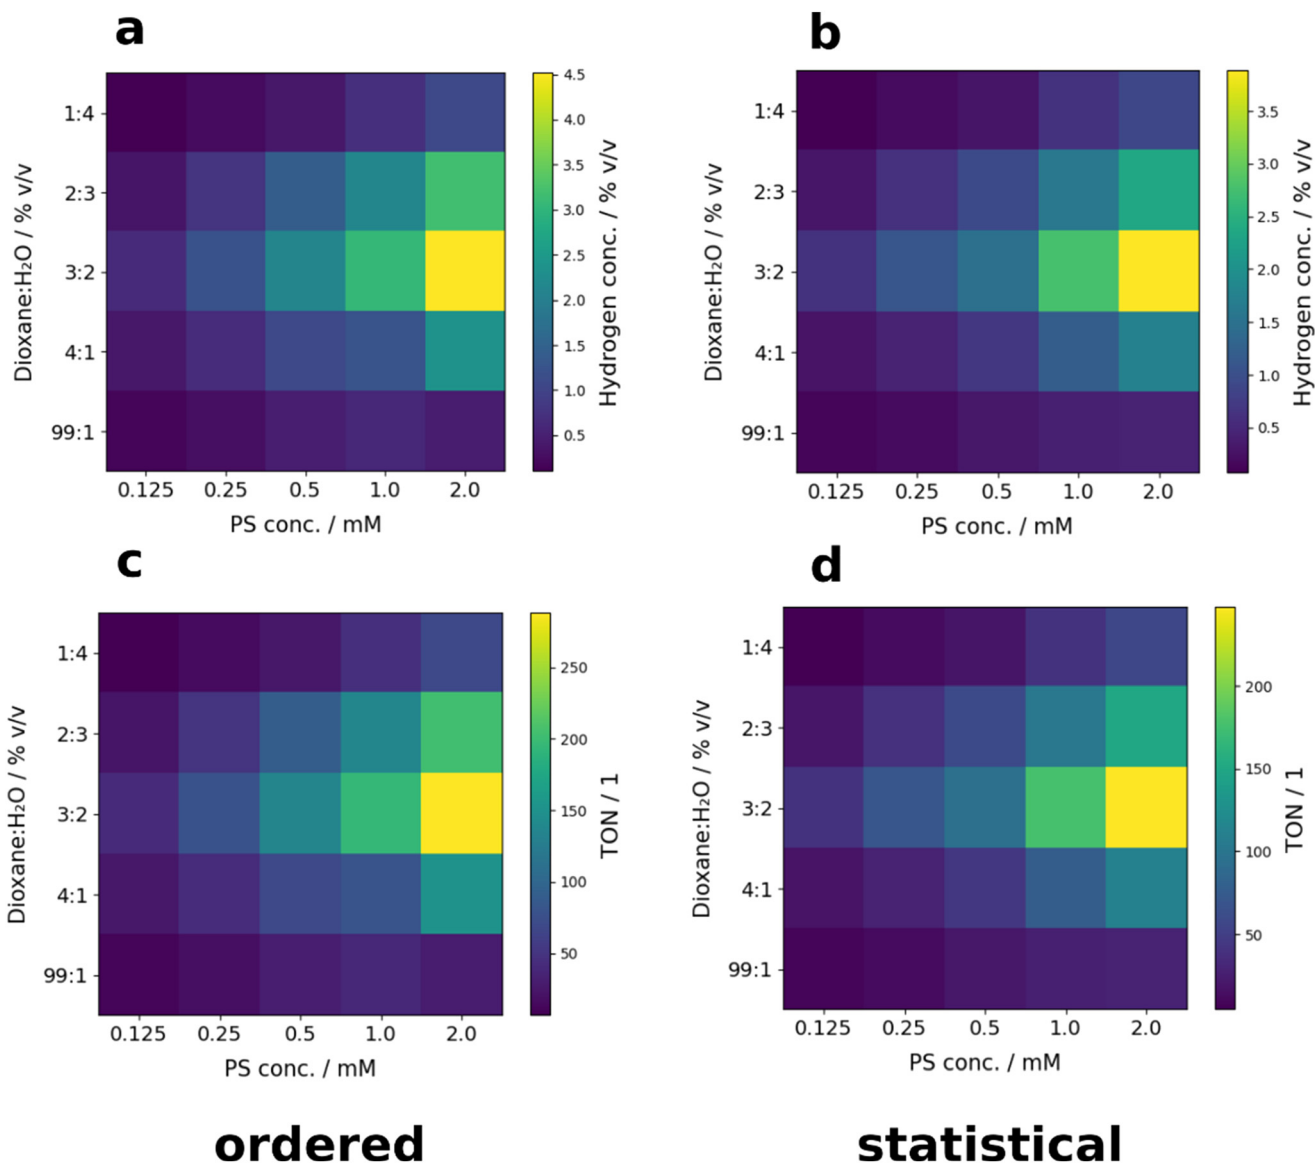 a
1:4
2:3
3:2
4:1
99:1
Dioxane:H₂O / % v/v
0.125 0.25 0.5 1.0 2.0
PS conc. / mM
4.5
4.0
3.5
3.0
2.5
2.0
1.5
1.0
0.5
Hydrogen conc. / % v/v
b
1:4
2:3
3:2
4:1
99:1
Dioxane:H₂O / % v/v
0.125 0.25 0.5 1.0 2.0
PS conc. / mM
3.5
3.0
2.5
2.0
1.5
1.0
0.5
Hydrogen conc. / % v/v
c
1:4
2:3
3:2
4:1
99:1
Dioxane:H₂O / % v/v
0.125 0.25 0.5 1.0 2.0
PS conc. / mM
250
200
150
100
50
TON / 1
d
1:4
2:3
3:2
4:1
99:1
Dioxane:H₂O / % v/v
0.125 0.25 0.5 1.0 2.0
PS conc. / mM
200
150
100
50
TON / 1
ordered
statistical